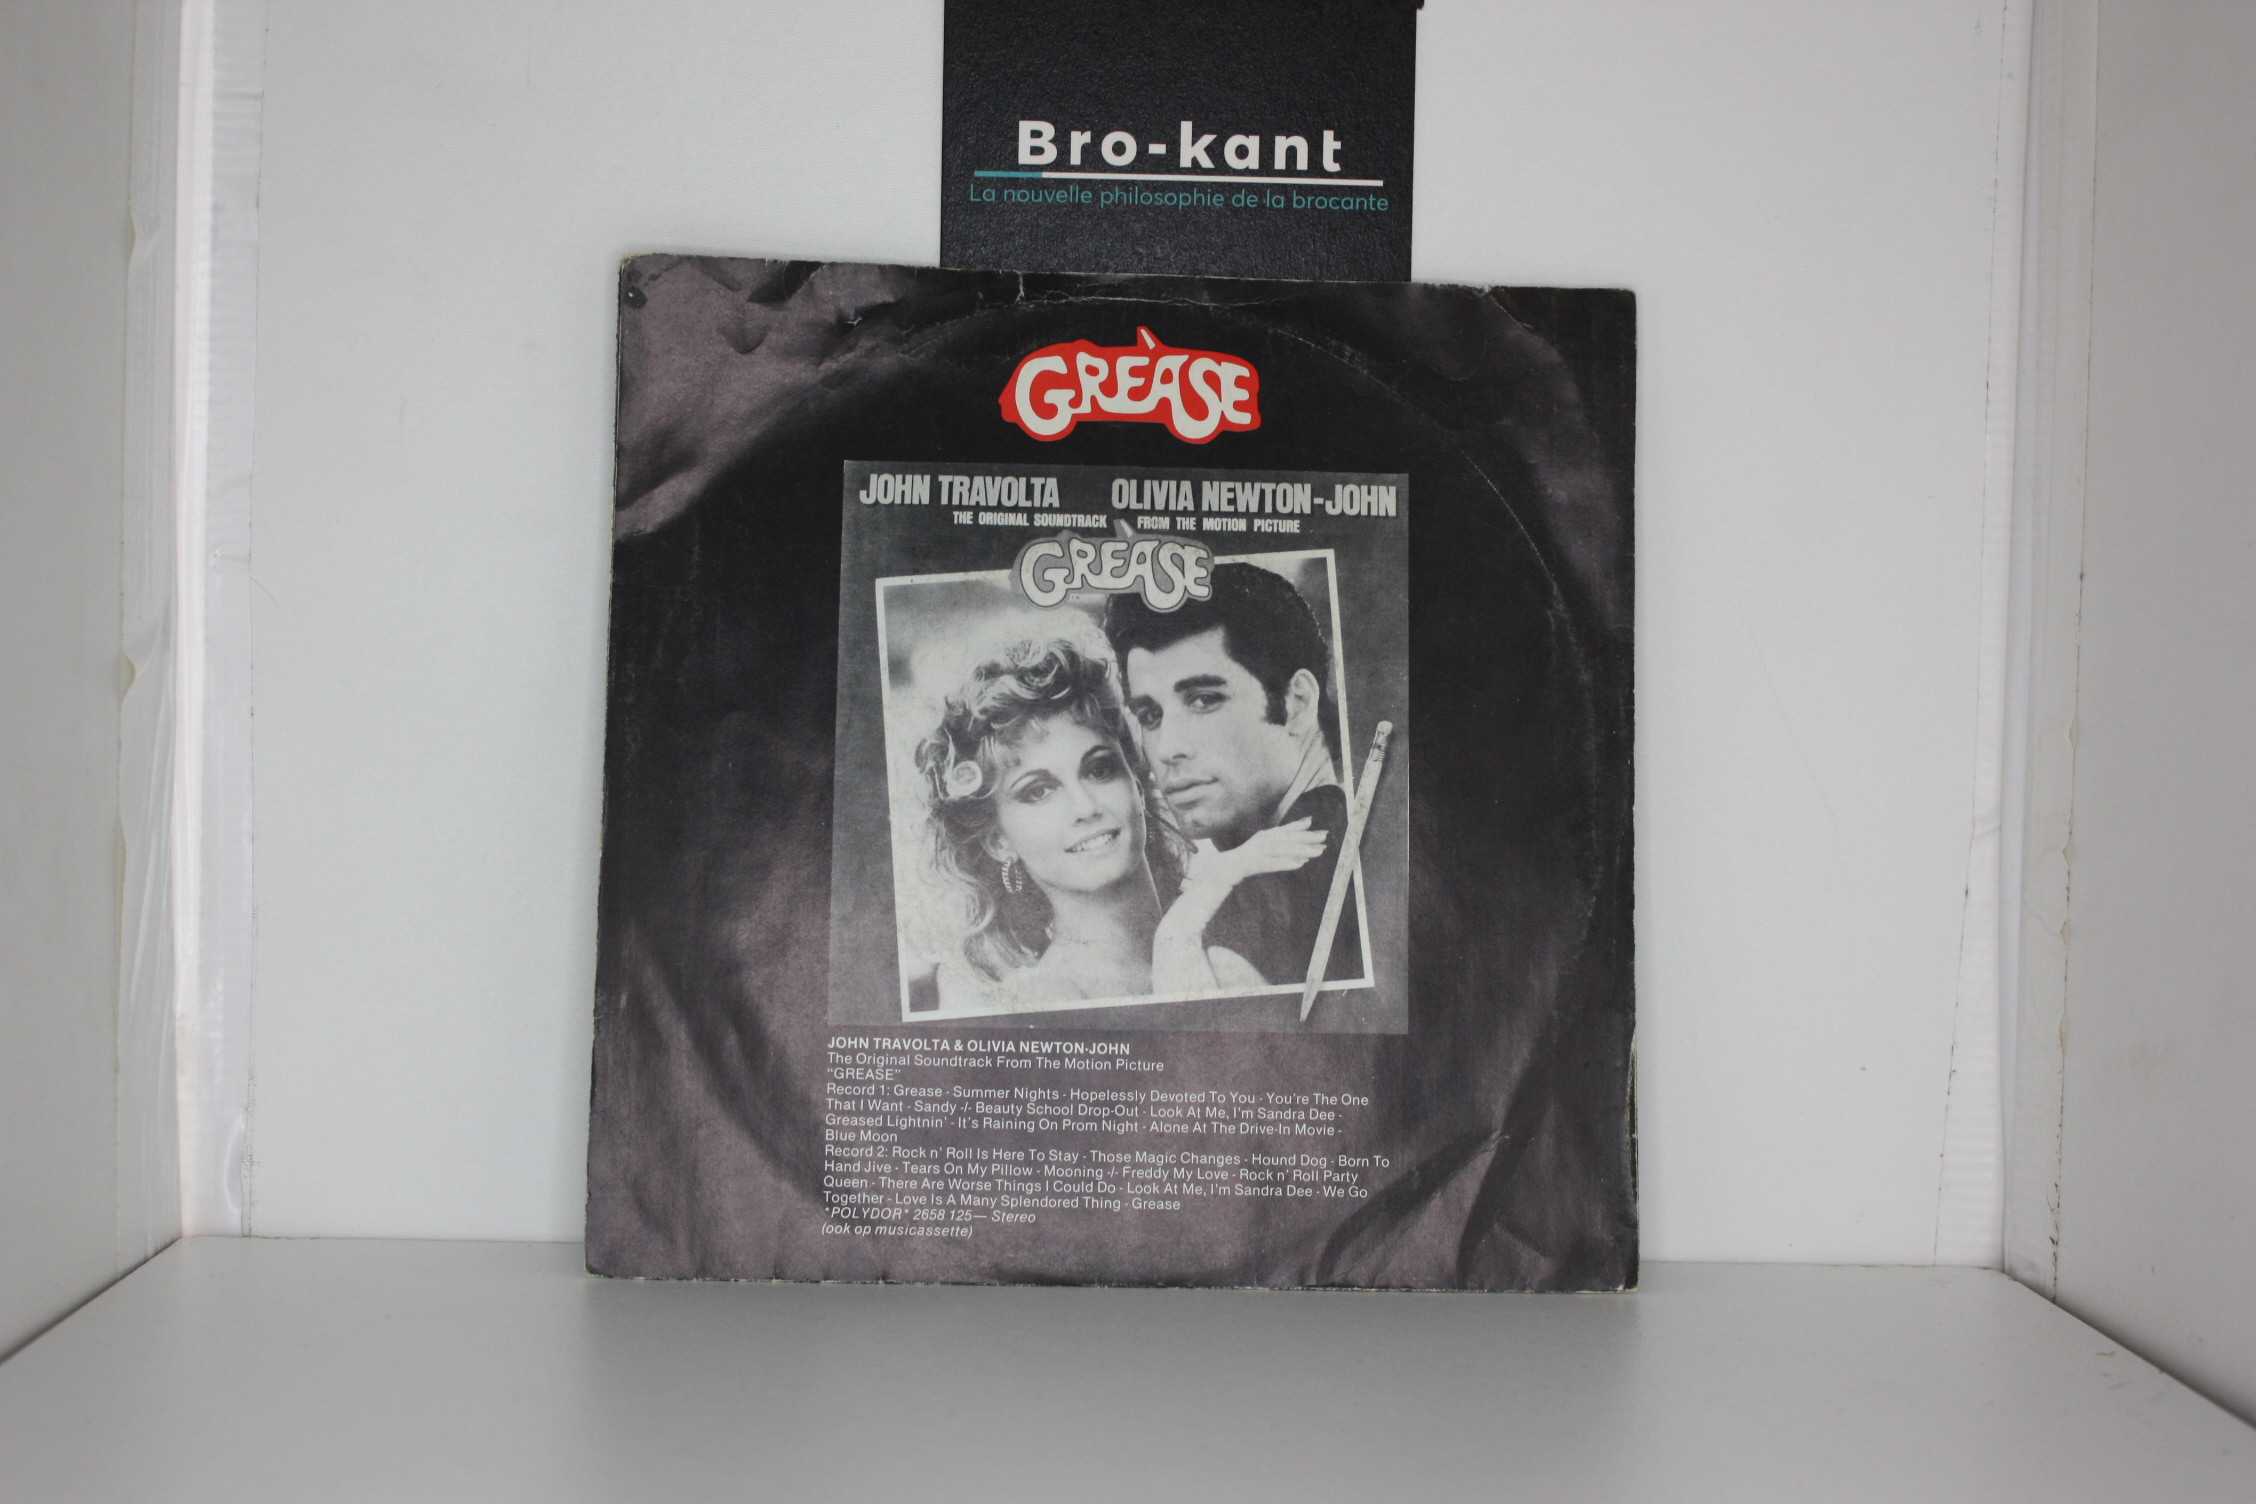 Bro-kant
La nouvelle philosophie de la brocante
GREASE
JOHN TRAVOLTA OLIVIA NEWTON-JOHN
THE ORIGINAL SOUNDTRACK FROM THE MOTION PICTURE
GREASE
JOHN TRAVOLTA & OLIVIA NEWTON-JOHN
The Original Soundtrack From The Motion Picture
“GREASE”
Record 1: Grease - Summer Nights - Hopelessly Devoted To You - You're The One
That I Want - Sandy -/- Beauty School Drop-Out - Look At Me, I'm Sandra Dee -
Greased Lightnin' - It's Raining On Prom Night - Alone At The Drive-In Movie -
Blue Moon
Record 2: Rock n' Roll Is Here To Stay - Those Magic Changes - Hound Dog - Born To
Hand Jive - Tears On My Pillow - Mooning -/- Freddy My Love - Rock n' Roll Party
Queen - There Are Worse Things I Could Do - Look At Me, I'm Sandra Dee - We Go
Together - Love Is A Many Splendored Thing - Grease
*POLYDOR* 2658 125— Stereo
(ook op musicassette)